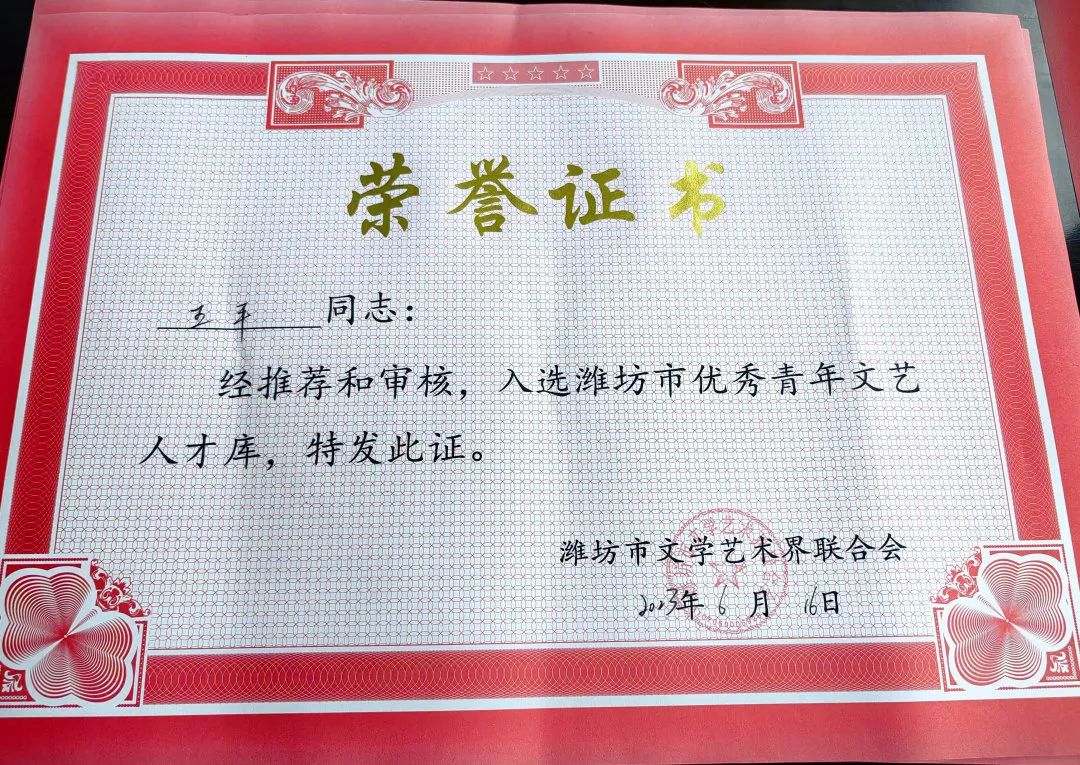 荣誉证书
王平同志：
经推荐和审核，入选潍坊市优秀青年文艺
人才库，特发此证。
潍坊市文学艺术界联合会
2023年6月16日